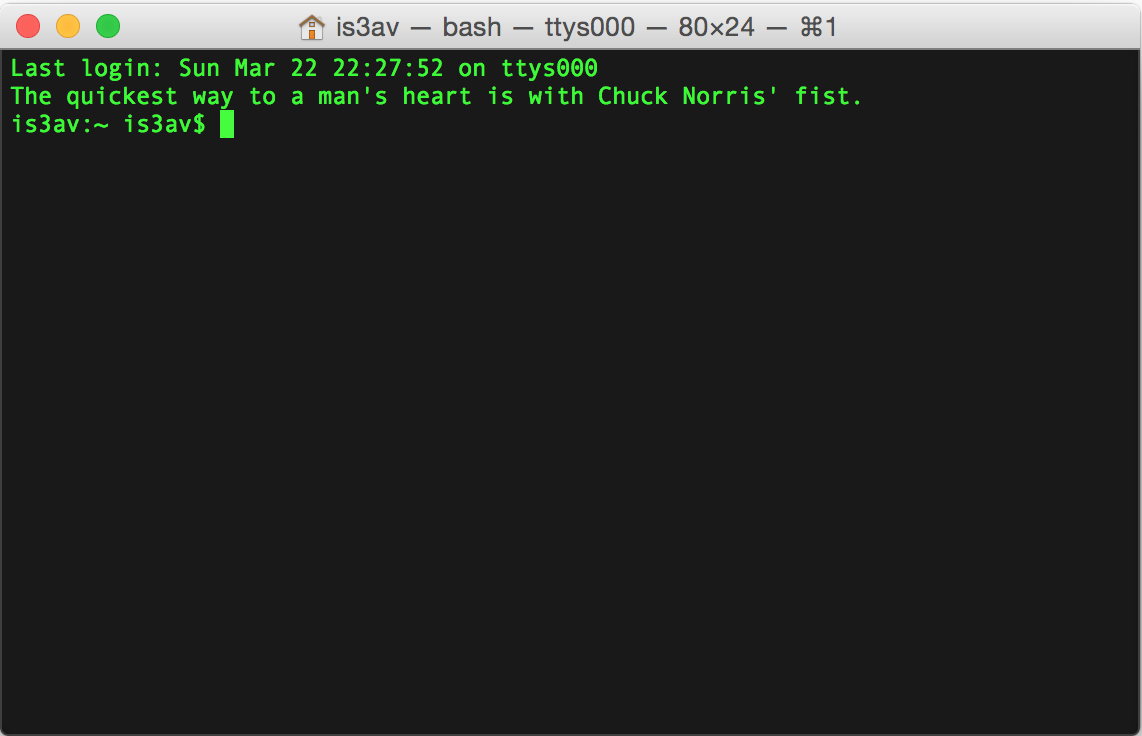 is3av — bash — ttys000 — 80×24 — ⌘1
Last login: Sun Mar 22 22:27:52 on ttys000
The quickest way to a man's heart is with Chuck Norris' fist.
is3av:~ is3av$